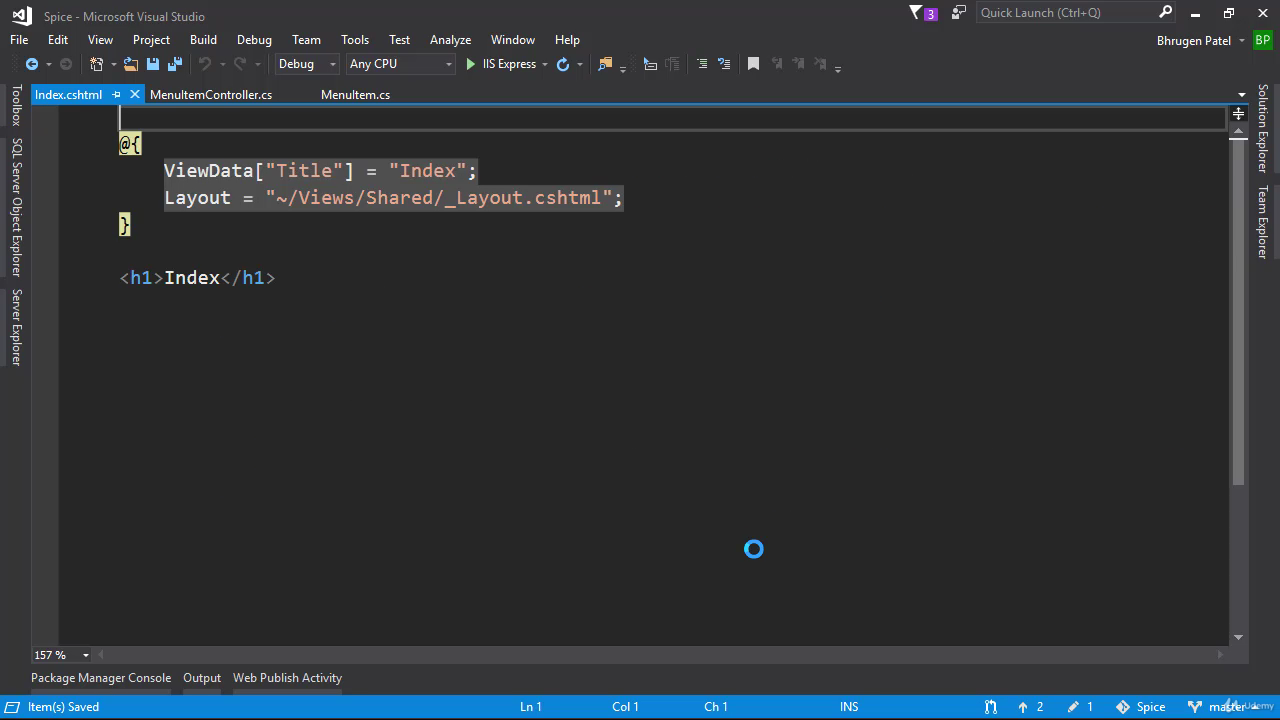 Spice - Microsoft Visual Studio
3
Quick Launch (Ctrl+Q)
File Edit View Project Build Debug Team Tools Test Analyze Window Help
Bhrugen Patel BP
Debug Any CPU IIS Express
Index.cshtml MenuItemController.cs MenuItem.cs
Toolbox
SQL Server Object Explorer
Server Explorer
Solution Explorer
Team Explorer
@{
ViewData["Title"] = "Index";
Layout = "~/Views/Shared/_Layout.cshtml";
}
<h1>Index</h1>
157 %
Package Manager Console Output Web Publish Activity
Item(s) Saved Ln 1 Col 1 Ch 1 INS 2 1 Spice master
Udemy